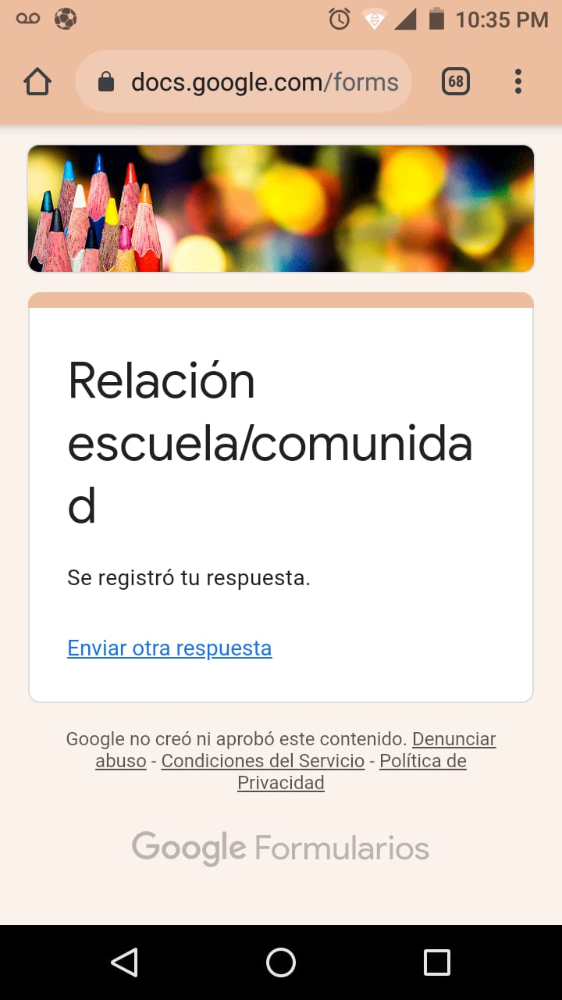 10:35 PM
docs.google.com/forms
68
Relación
escuela/comunida
d
Se registró tu respuesta.
Enviar otra respuesta
Google no creó ni aprobó este contenido. Denunciar
abuso - Condiciones del Servicio - Política de
Privacidad
Google Formularios